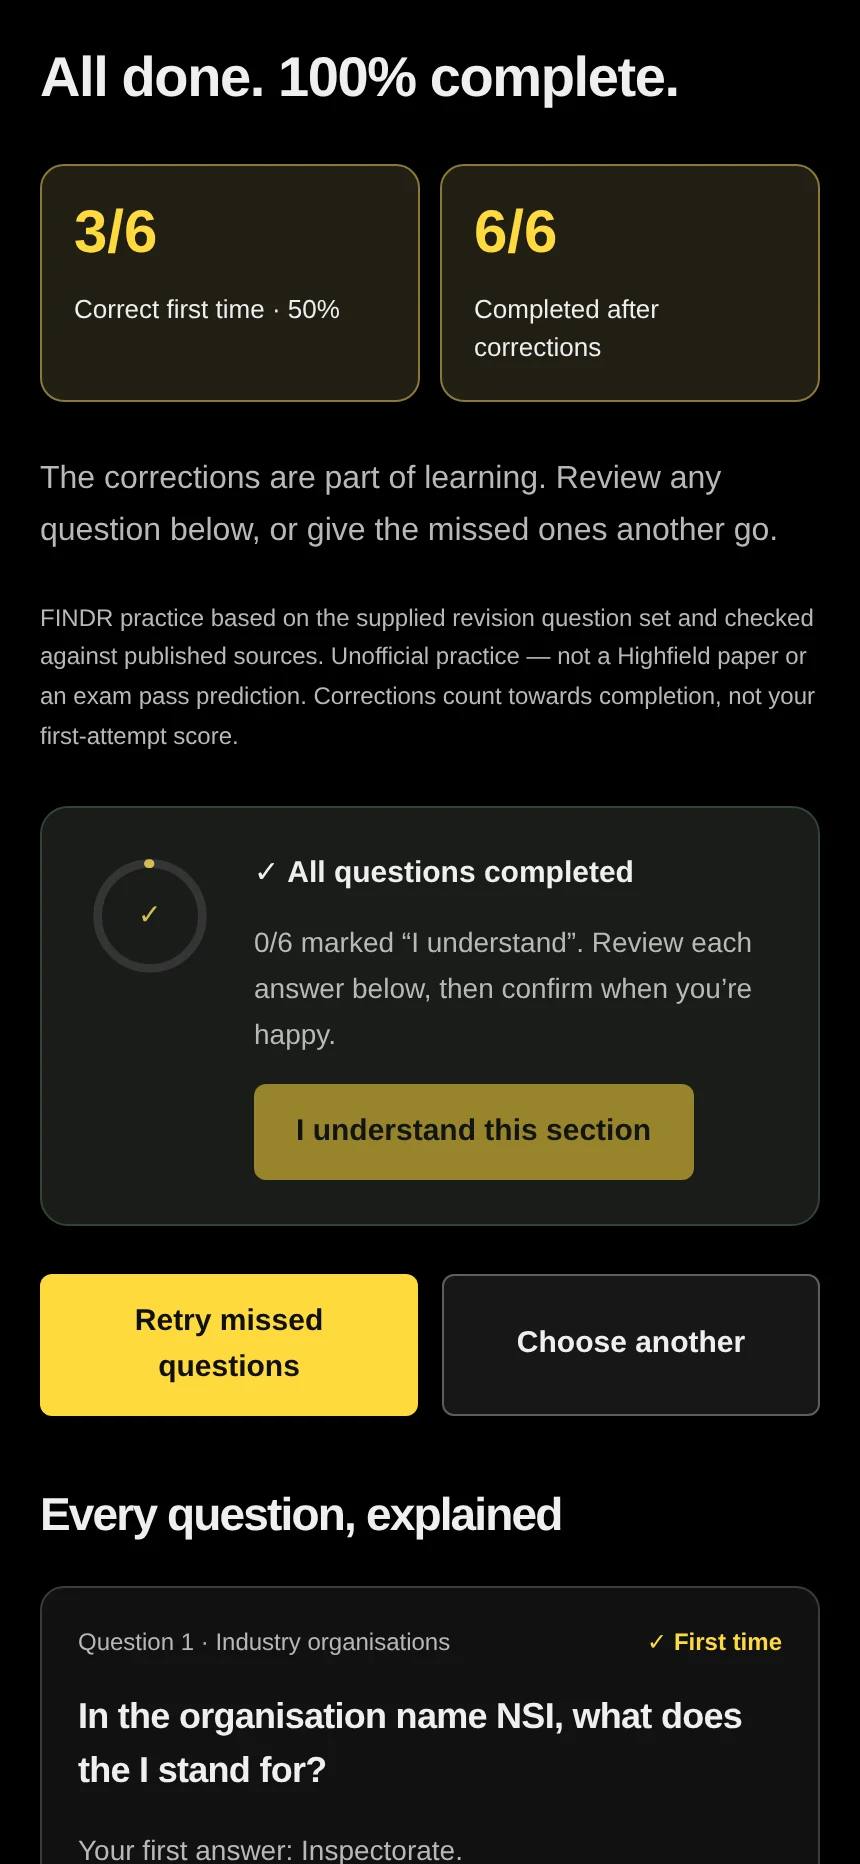 All done. 100% complete.
3/6
Correct first time · 50%
6/6
Completed after
corrections
The corrections are part of learning. Review any
question below, or give the missed ones another go.
FINDR practice based on the supplied revision question set and checked
against published sources. Unofficial practice — not a Highfield paper or
an exam pass prediction. Corrections count towards completion, not your
first-attempt score.
✓
✓ All questions completed
0/6 marked “I understand”. Review each
answer below, then confirm when you’re
happy.
I understand this section
Retry missed
questions
Choose another
Every question, explained
Question 1 · Industry organisations
✓ First time
In the organisation name NSI, what does
the I stand for?
Your first answer: Inspectorate.